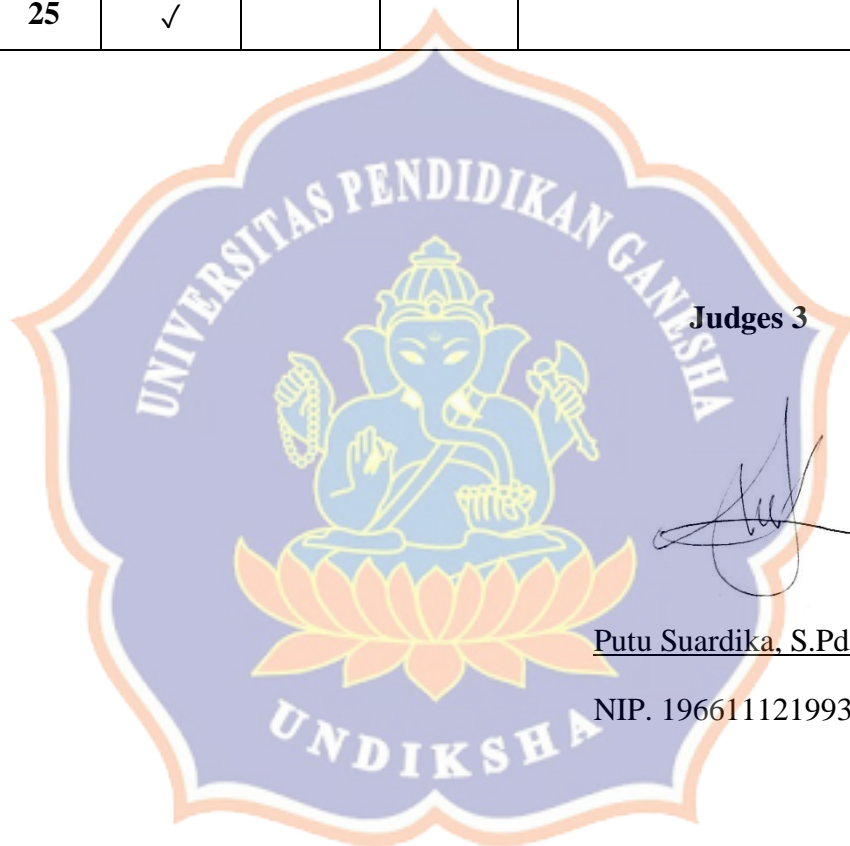 25 ✓
UNIVERSITAS PENDIDIKAN GANESHA
Judges 3
Putu Suardika, S.Pd
NIP. 196611121993
UNDIKSHA